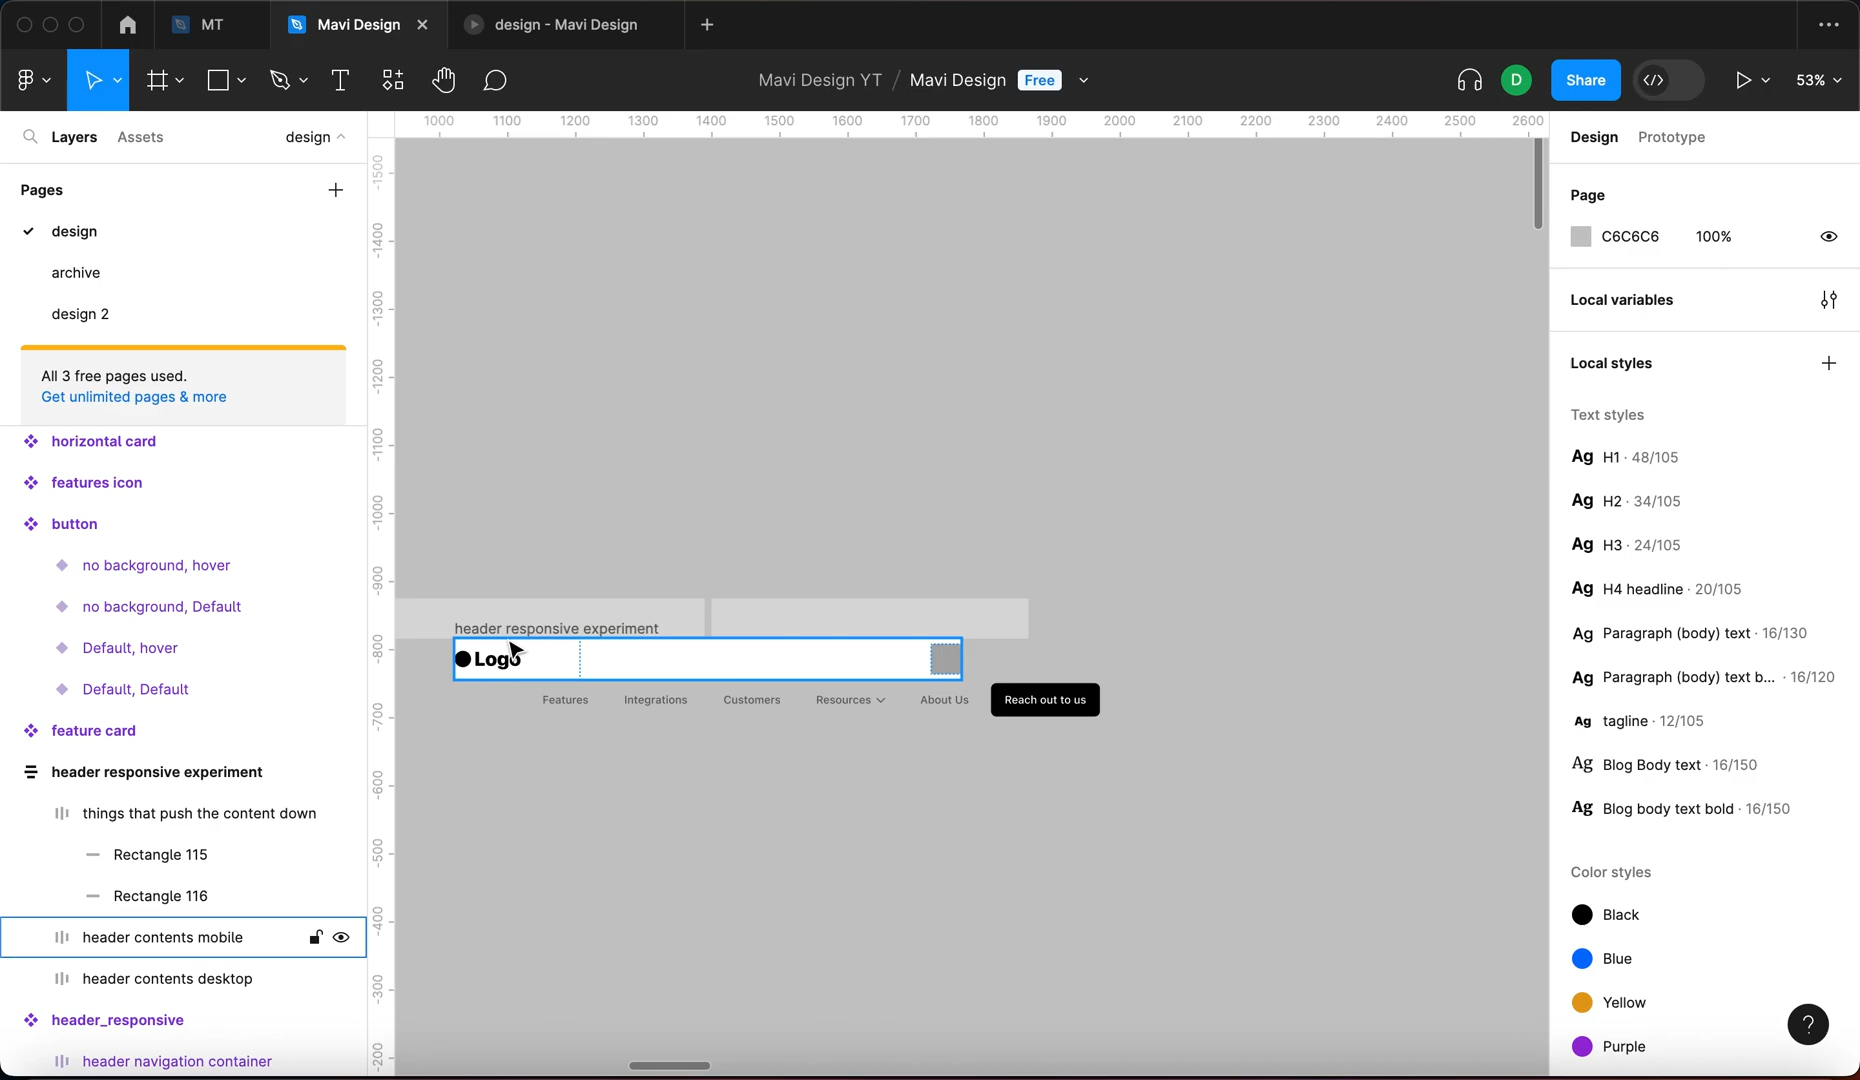 MT
Mavi Design
design - Mavi Design
Mavi Design YT / Mavi Design Free
D
Share
53%
Layers
Assets
design
Pages
design
archive
design 2
All 3 free pages used.
Get unlimited pages & more
horizontal card
features icon
button
no background, hover
no background, Default
Default, hover
Default, Default
feature card
header responsive experiment
things that push the content down
Rectangle 115
Rectangle 116
header contents mobile
header contents desktop
header_responsive
header navigation container
1000 1100 1200 1300 1400 1500 1600 1700 1800 1900 2000 2100 2200 2300 2400 2500 2600
-1500
-1400
-1300
-1200
-1100
-1000
-900
-800
-700
-600
-500
-400
-300
-200
header responsive experiment
Logo
Features
Integrations
Customers
Resources
About Us
Reach out to us
Design
Prototype
Page
C6C6C6 100%
Local variables
Local styles
Text styles
Ag H1 · 48/105
Ag H2 · 34/105
Ag H3 · 24/105
Ag H4 headline · 20/105
Ag Paragraph (body) text · 16/130
Ag Paragraph (body) text b... · 16/120
Ag tagline · 12/105
Ag Blog Body text · 16/150
Ag Blog body text bold · 16/150
Color styles
Black
Blue
Yellow
Purple
?